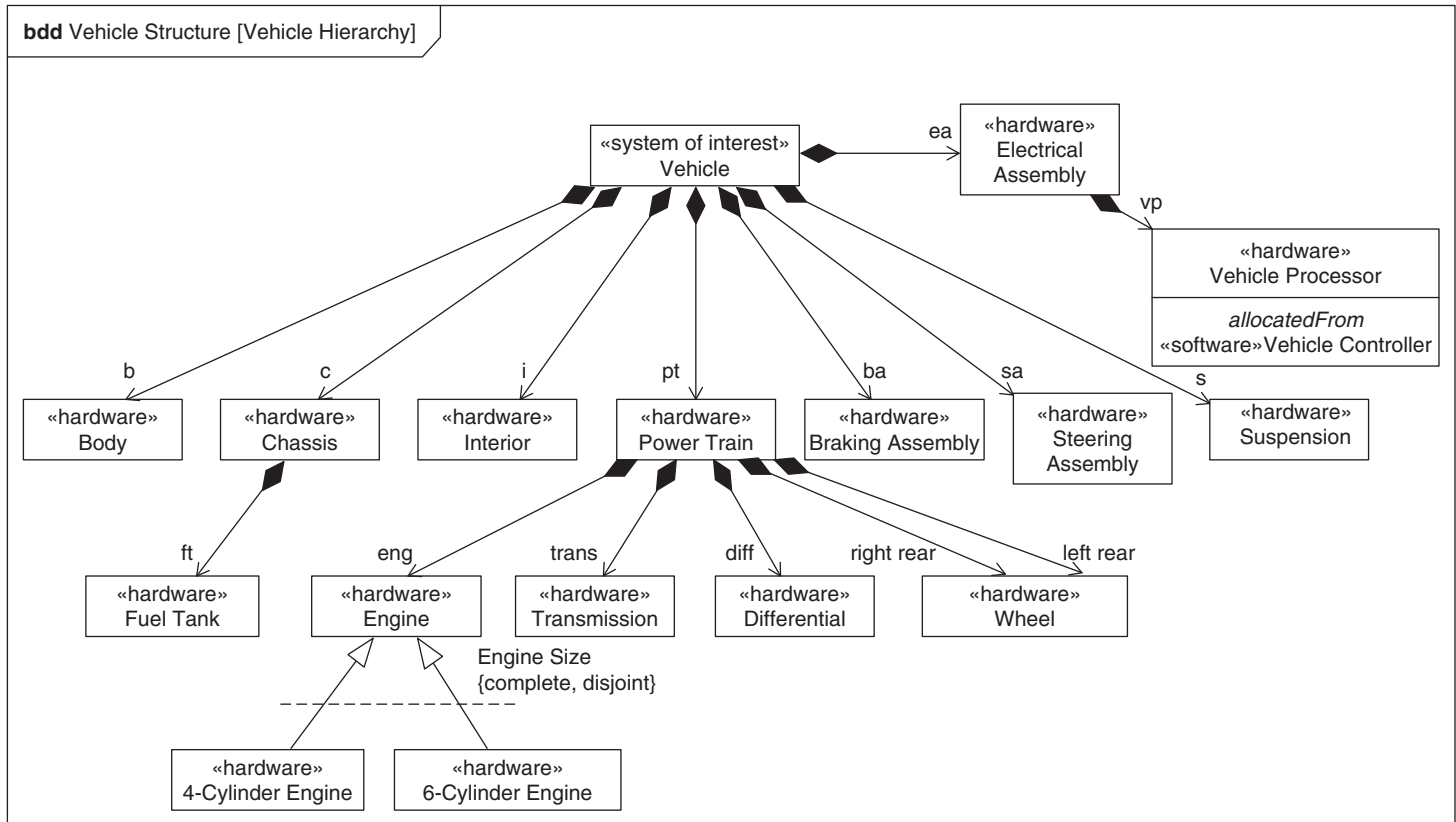 bdd Vehicle Structure [Vehicle Hierarchy]
«system of interest»
Vehicle
ea
«hardware»
Electrical
Assembly
vp
«hardware»
Vehicle Processor
allocatedFrom
«software»Vehicle Controller
b
c
i
pt
ba
sa
s
«hardware»
Body
«hardware»
Chassis
«hardware»
Interior
«hardware»
Power Train
«hardware»
Braking Assembly
«hardware»
Steering
Assembly
«hardware»
Suspension
ft
eng
trans
diff
right rear
left rear
«hardware»
Fuel Tank
«hardware»
Engine
«hardware»
Transmission
«hardware»
Differential
«hardware»
Wheel
Engine Size
{complete, disjoint}
«hardware»
4-Cylinder Engine
«hardware»
6-Cylinder Engine